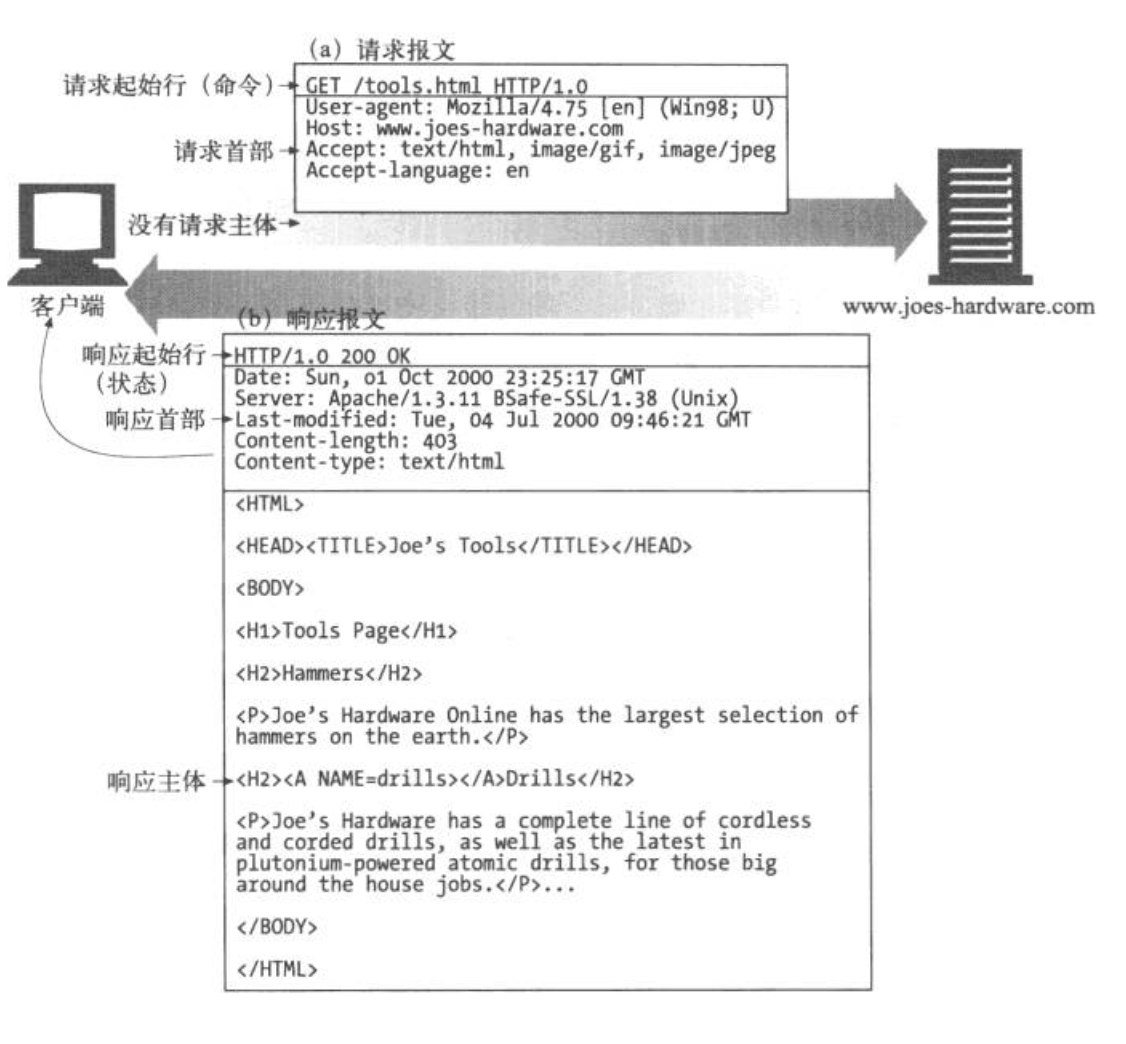 (a) 请求报文
请求起始行（命令）
GET /tools.html HTTP/1.0
User-agent: Mozilla/4.75 [en] (Win98; U)
Host: www.joes-hardware.com
请求首部
Accept: text/html, image/gif, image/jpeg
Accept-language: en
没有请求主体
客户端
www.joes-hardware.com
(b) 响应报文
响应起始行
（状态）
HTTP/1.0 200 OK
Date: Sun, 01 Oct 2000 23:25:17 GMT
Server: Apache/1.3.11 BSafe-SSL/1.38 (Unix)
响应首部
Last-modified: Tue, 04 Jul 2000 09:46:21 GMT
Content-length: 403
Content-type: text/html
<HTML>
<HEAD><TITLE>Joe's Tools</TITLE></HEAD>
<BODY>
<H1>Tools Page</H1>
<H2>Hammers</H2>
<P>Joe's Hardware Online has the largest selection of
hammers on the earth.</P>
响应主体
<H2><A NAME=drills></A>Drills</H2>
<P>Joe's Hardware has a complete line of cordless
and corded drills, as well as the latest in
plutonium-powered atomic drills, for those big
around the house jobs.</P>...
</BODY>
</HTML>